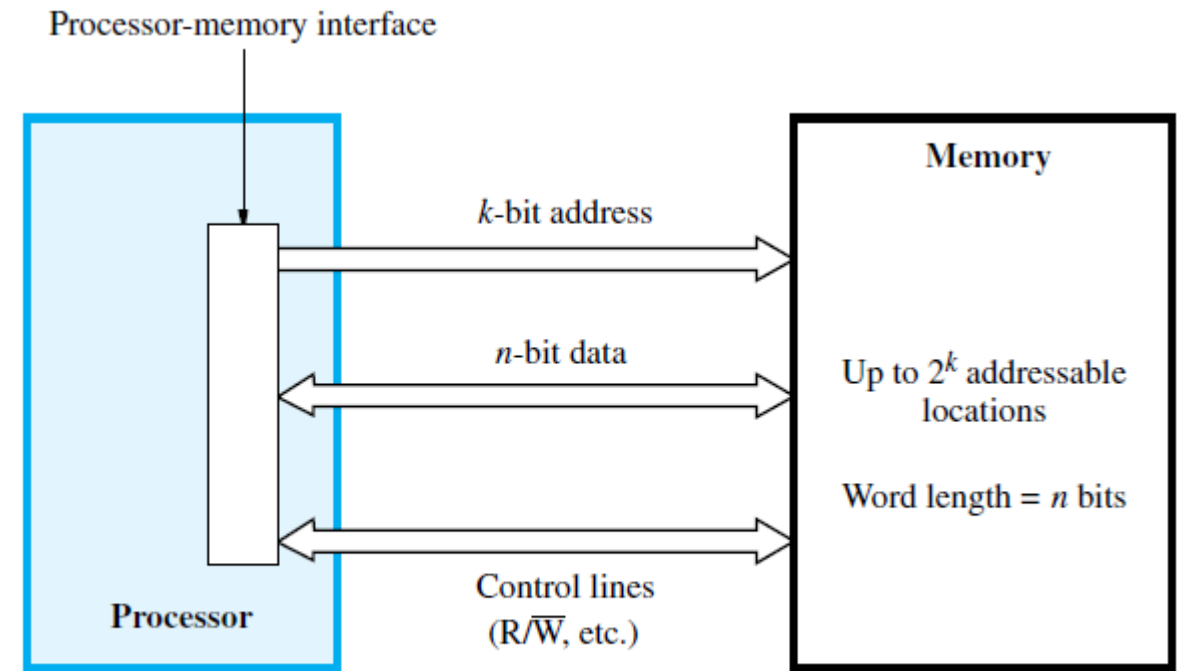 Processor-memory interface
Memory
k-bit address
n-bit data
Up to 2^k addressable
locations
Word length = n bits
Control lines
(R/W̅, etc.)
Processor